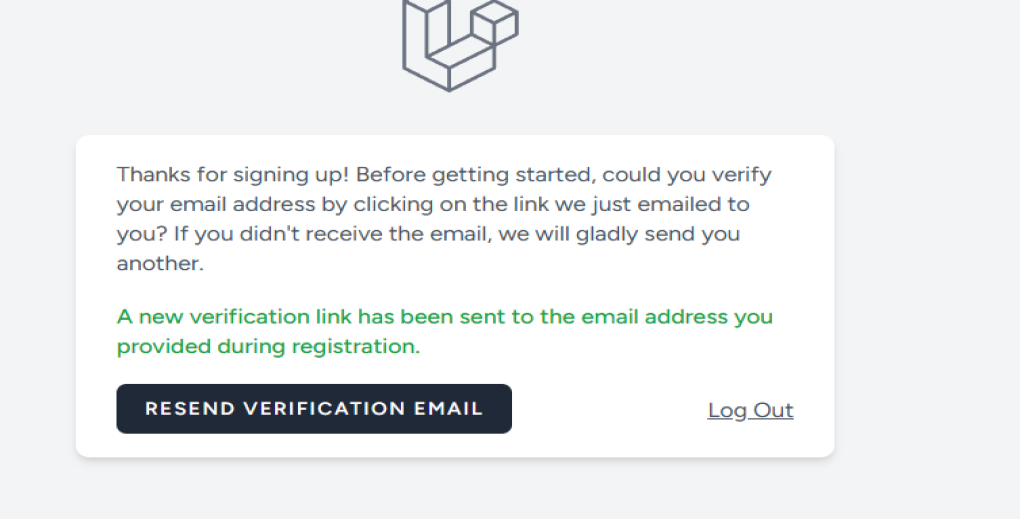 Thanks for signing up! Before getting started, could you verify
your email address by clicking on the link we just emailed to
you? If you didn't receive the email, we will gladly send you
another.
A new verification link has been sent to the email address you
provided during registration.
RESEND VERIFICATION EMAIL
Log Out